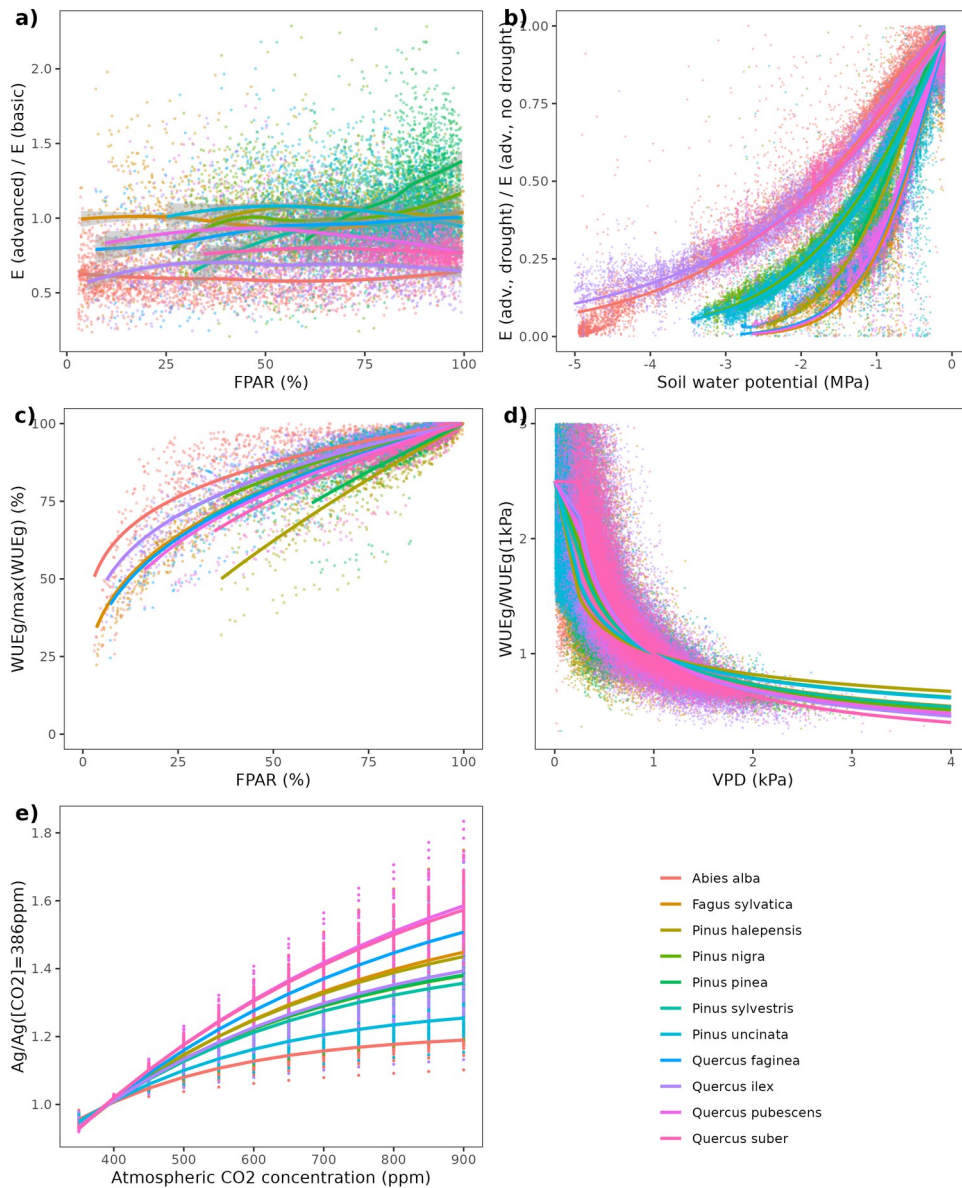 a)
E (advanced) / E (basic)
2.0
1.5
1.0
0.5
0
25
50
75
100
FPAR (%)
b)
E (adv., drought) / E (adv., no drought)
1.00
0.75
0.50
0.25
0.00
-5
-4
-3
-2
-1
0
Soil water potential (MPa)
c)
WUEg/max(WUEg) (%)
100
75
50
25
0
0
25
50
75
100
FPAR (%)
d)
WUEg/WUEg(1kPa)
3
2
1
0
1
2
3
4
VPD (kPa)
e)
Ag/Ag([CO2]=386ppm)
1.8
1.6
1.4
1.2
1.0
400
500
600
700
800
900
Atmospheric CO2 concentration (ppm)
Abies alba
Fagus sylvatica
Pinus halepensis
Pinus nigra
Pinus pinea
Pinus sylvestris
Pinus uncinata
Quercus faginea
Quercus ilex
Quercus pubescens
Quercus suber